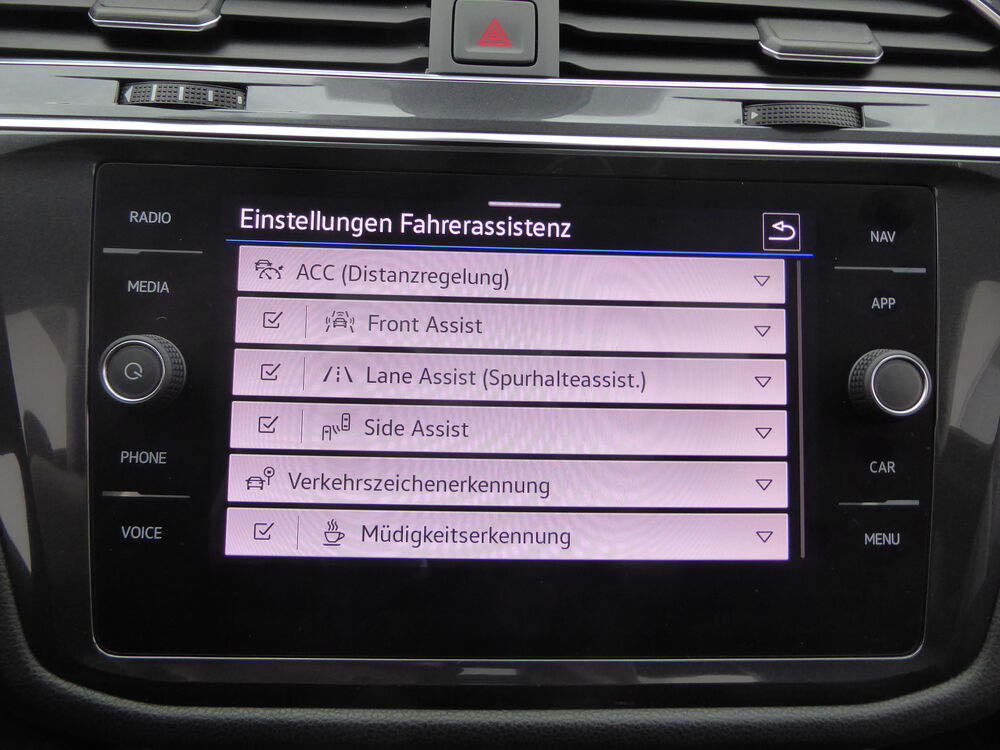 RADIO
MEDIA
PHONE
VOICE
Einstellungen Fahrerassistenz
ACC (Distanzregelung)
Front Assist
Lane Assist (Spurhalteassist.)
Side Assist
Verkehrszeichenerkennung
Müdigkeitserkennung
NAV
APP
CAR
MENU